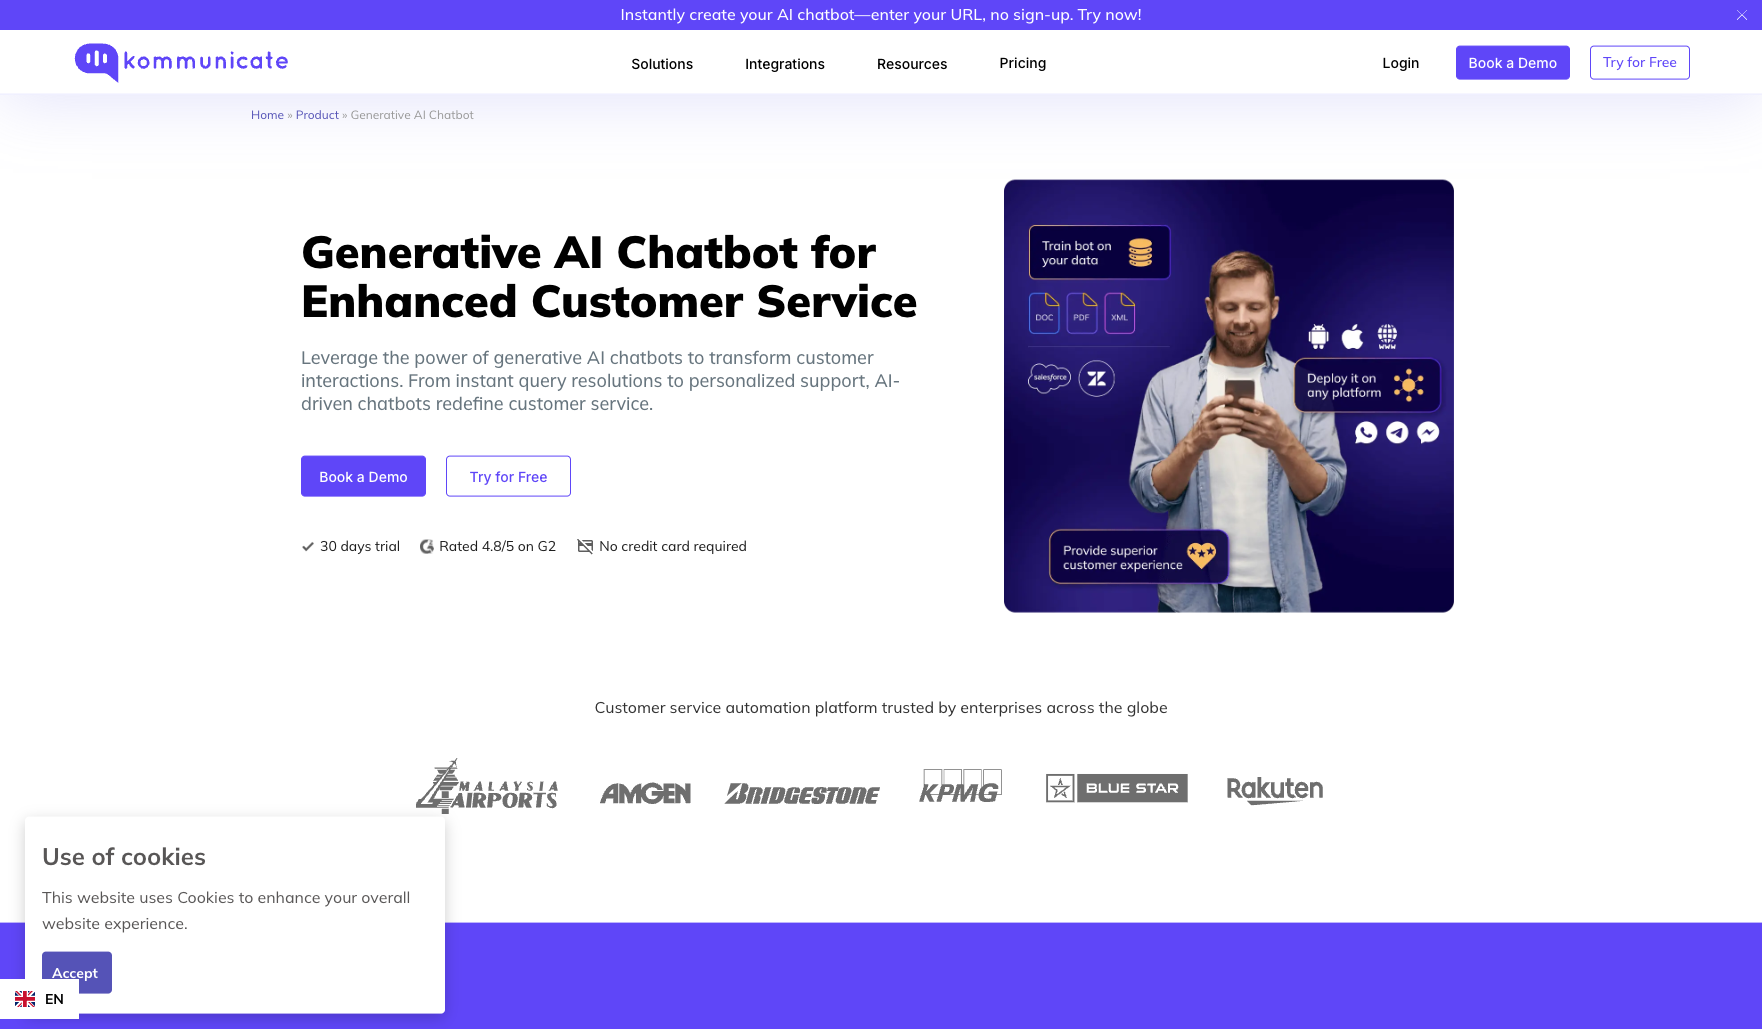 Instantly create your AI chatbot—enter your URL, no sign-up. Try now!
kommunicate
Solutions
Integrations
Resources
Pricing
Login
Book a Demo
Try for Free
Home » Product » Generative AI Chatbot
Generative AI Chatbot for
Enhanced Customer Service
Leverage the power of generative AI chatbots to transform customer
interactions. From instant query resolutions to personalized support, AI-
driven chatbots redefine customer service.
Book a Demo
Try for Free
30 days trial
Rated 4.8/5 on G2
No credit card required
Train bot on
your data
DOC
PDF
XML
salesforce
WWW
Deploy it on
any platform
Provide superior
customer experience
Customer service automation platform trusted by enterprises across the globe
MALAYSIA
AIRPORTS
AMGEN
BRIDGESTONE
KPMG
BLUE STAR
Rakuten
Use of cookies
This website uses Cookies to enhance your overall
website experience.
Accept
EN